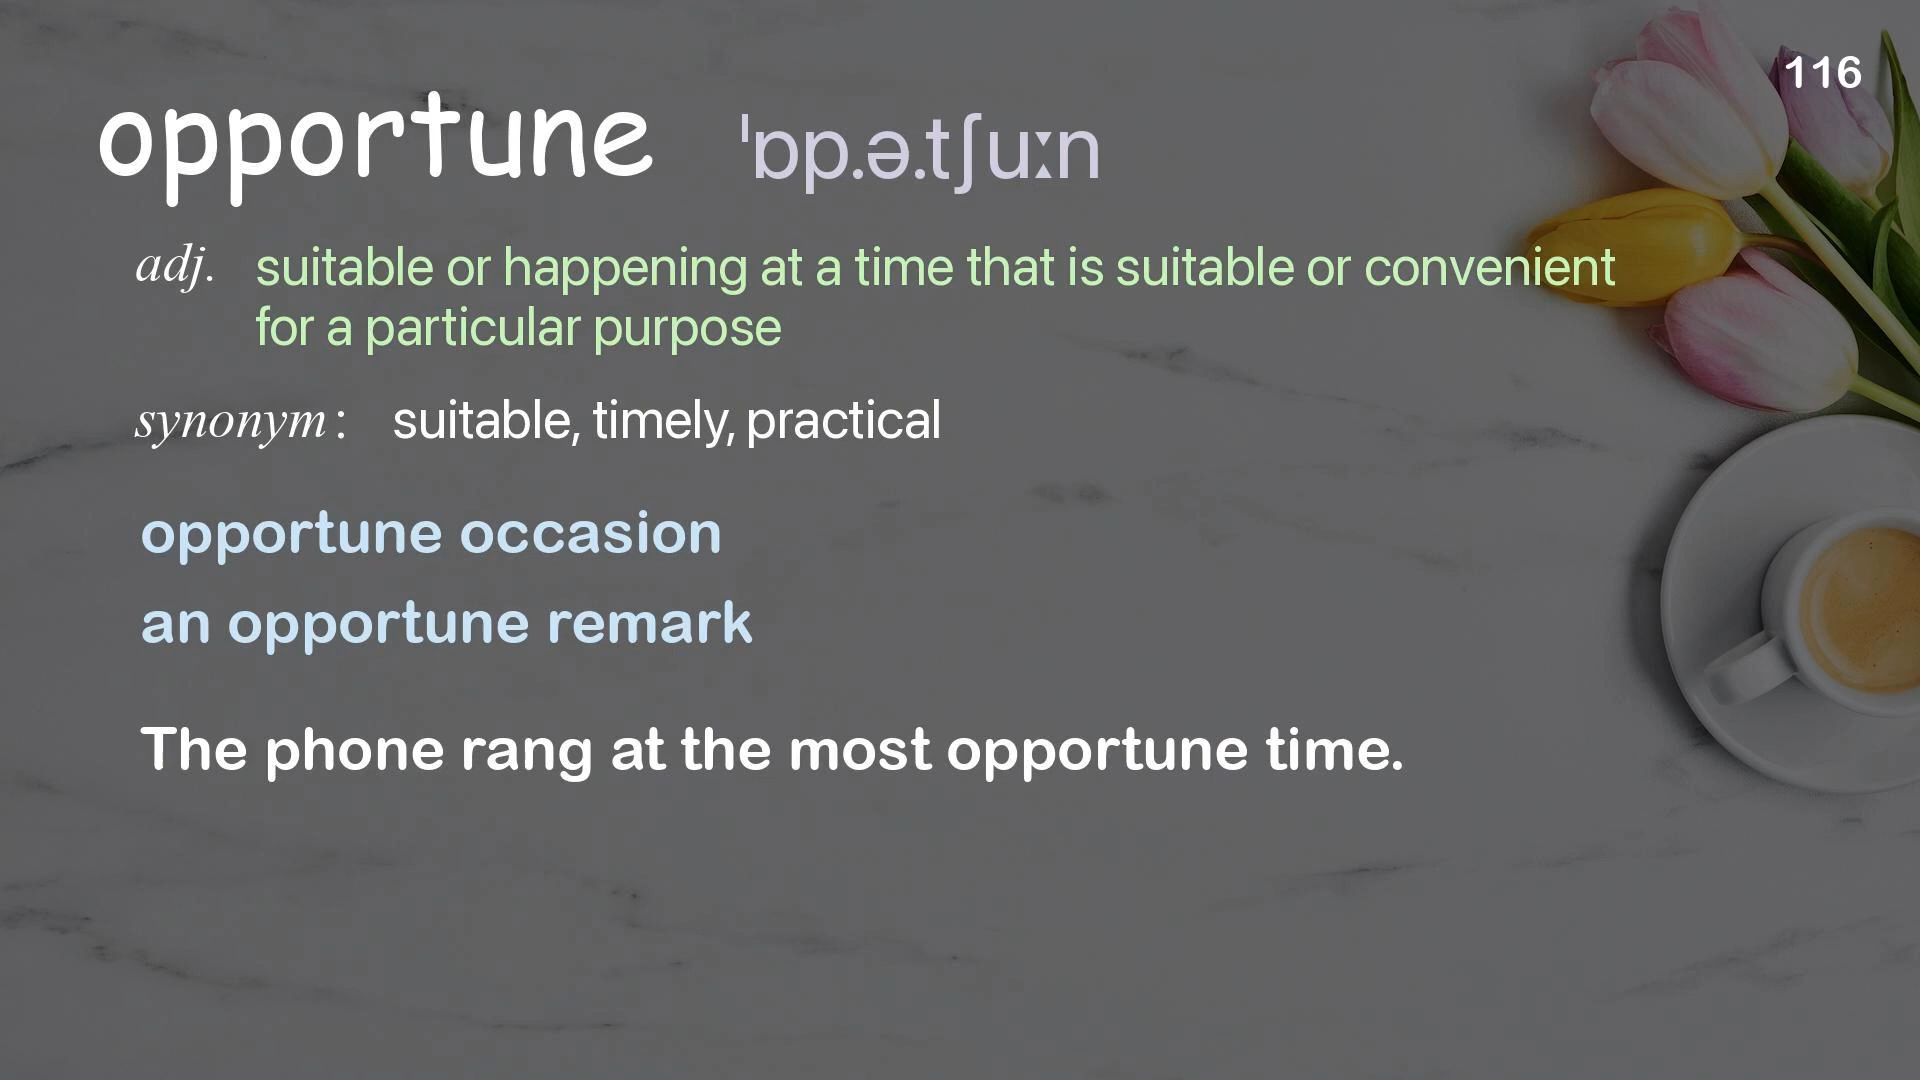 116
opportune ˈɒp.ə.tʃuːn
adj. suitable or happening at a time that is suitable or convenient
for a particular purpose
synonym: suitable, timely, practical
opportune occasion
an opportune remark
The phone rang at the most opportune time.